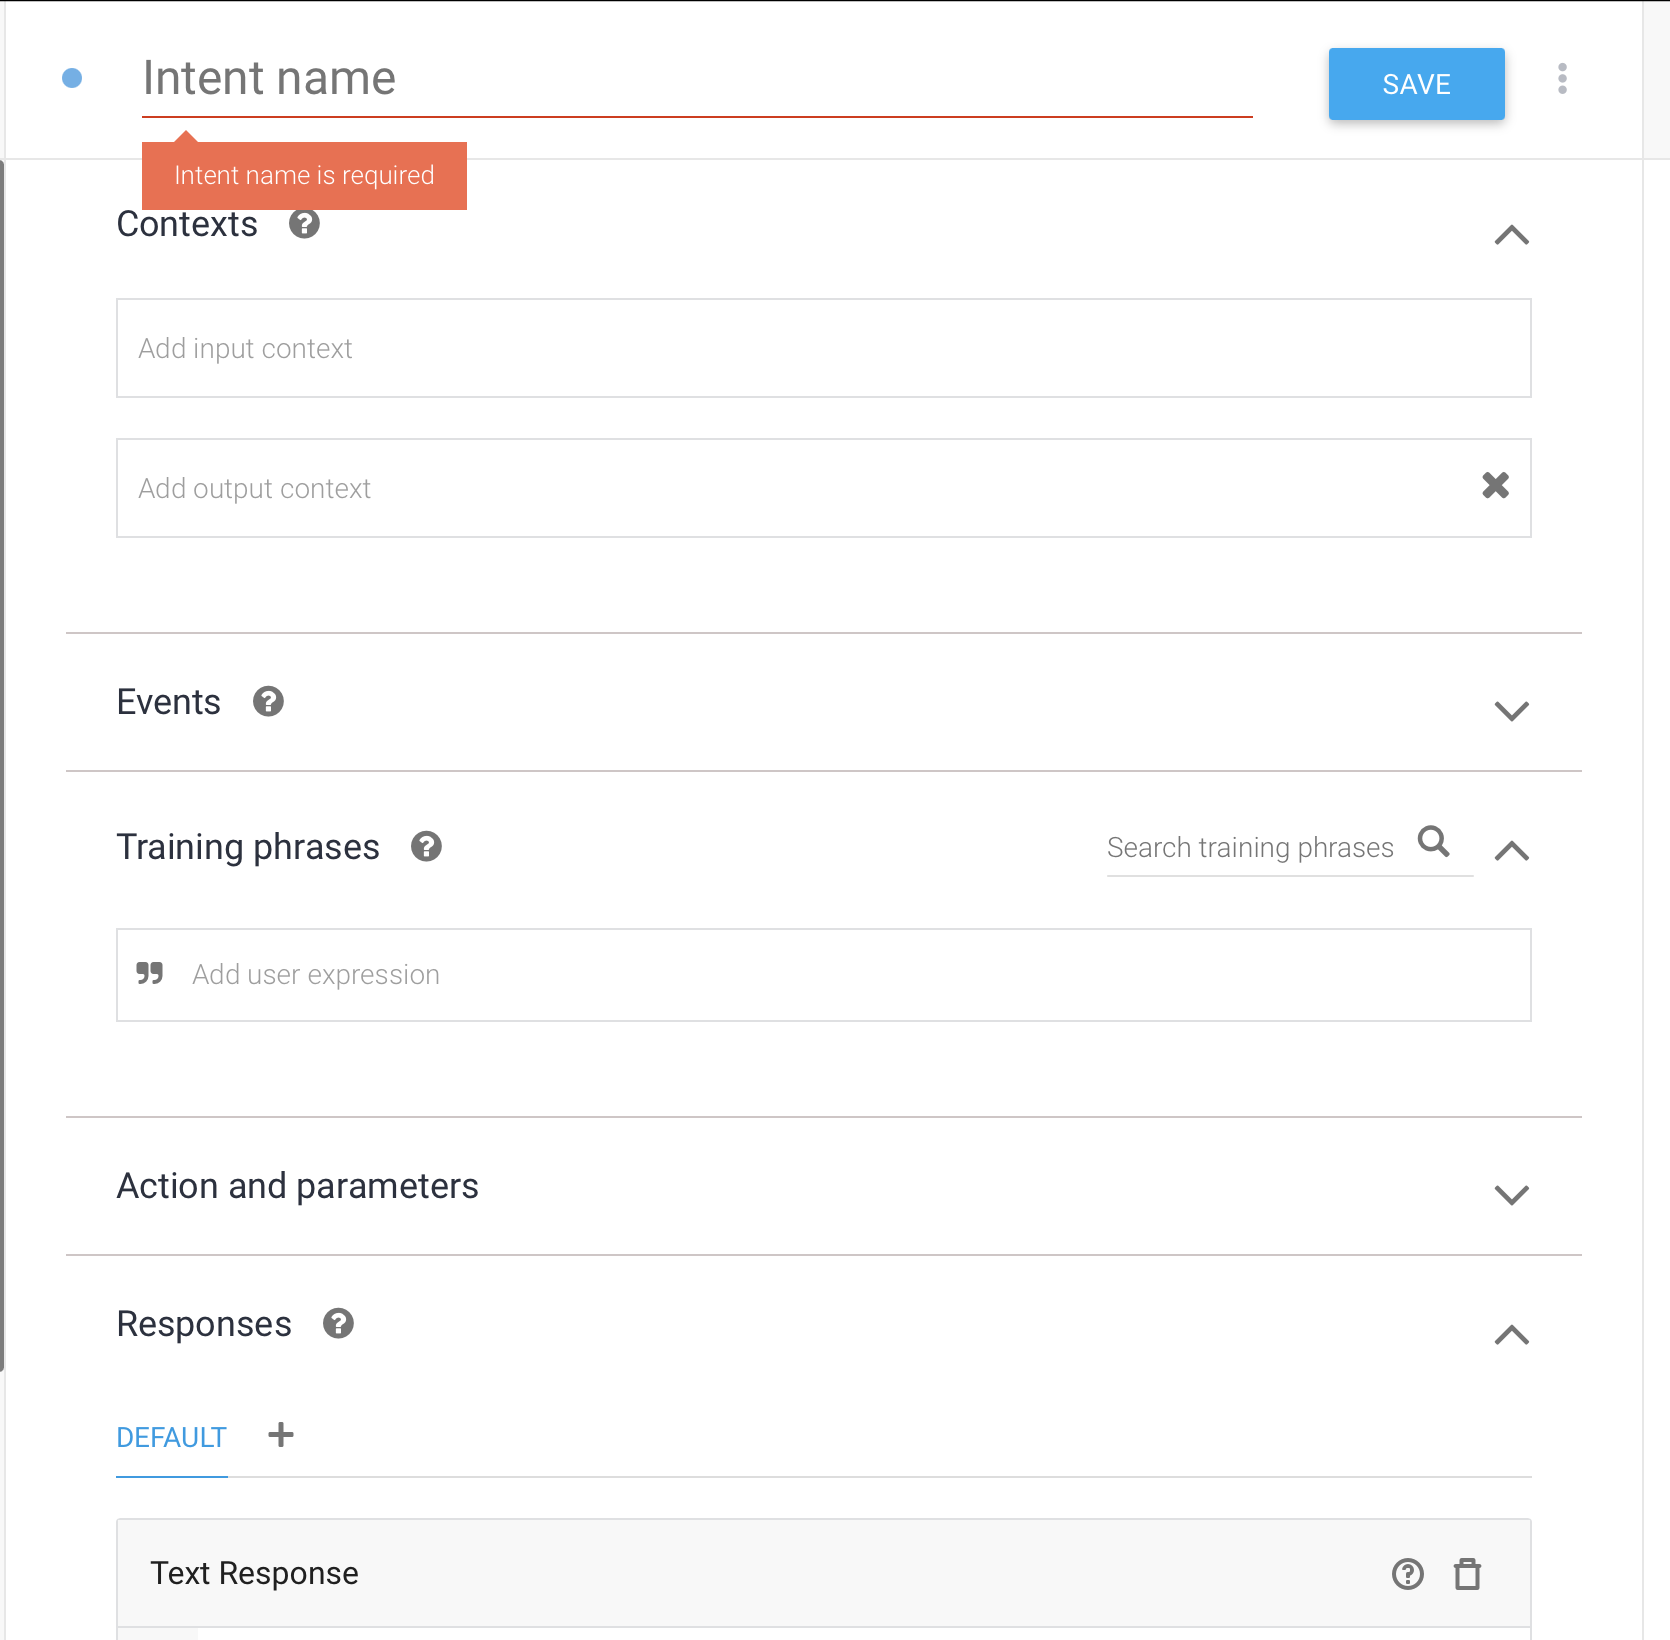 Intent name
SAVE
Intent name is required
Contexts
Add input context
Add output context
Events
Training phrases
Search training phrases
Add user expression
Action and parameters
Responses
DEFAULT
Text Response